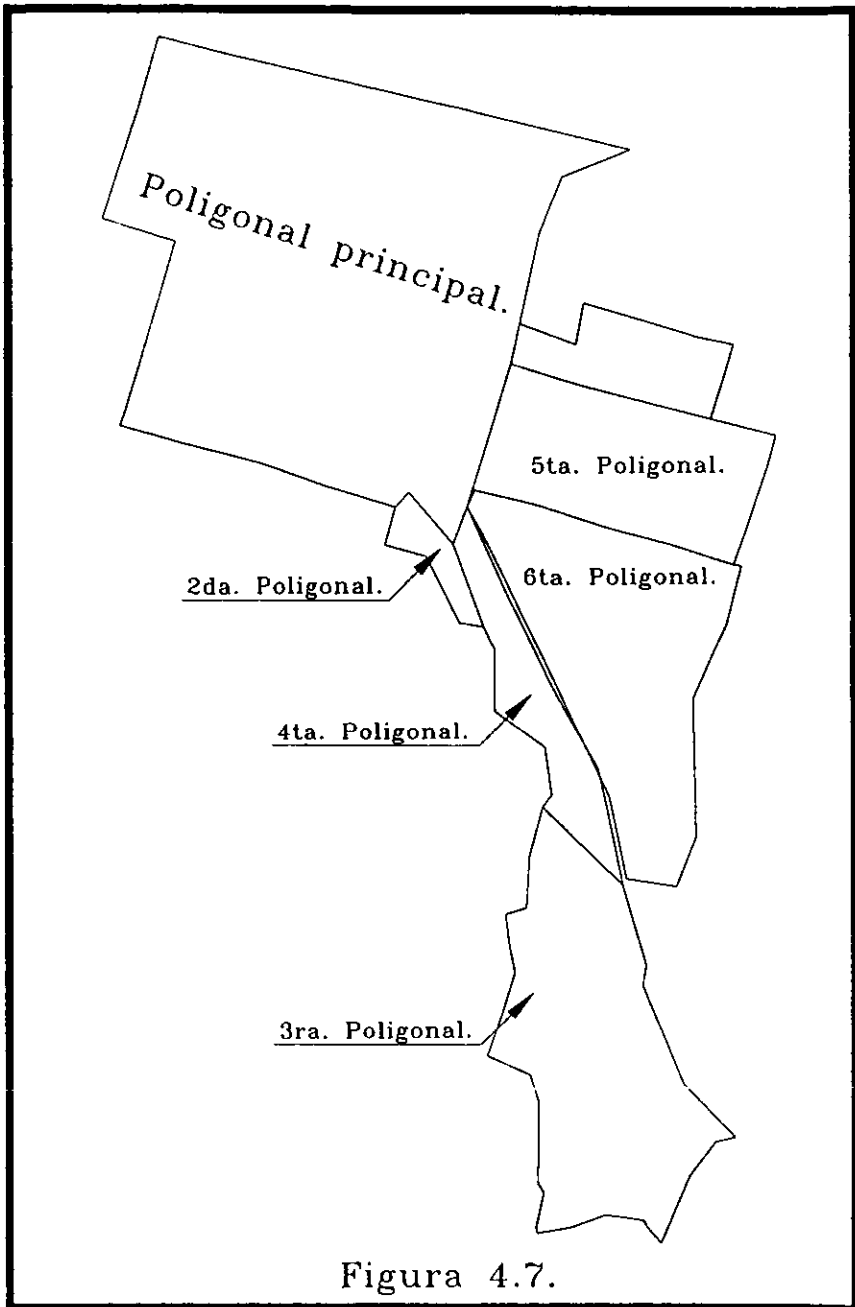 Poligonal principal.
5ta. Poligonal.
6ta. Poligonal.
2da. Poligonal.
4ta. Poligonal.
3ra. Poligonal.
Figura 4.7.